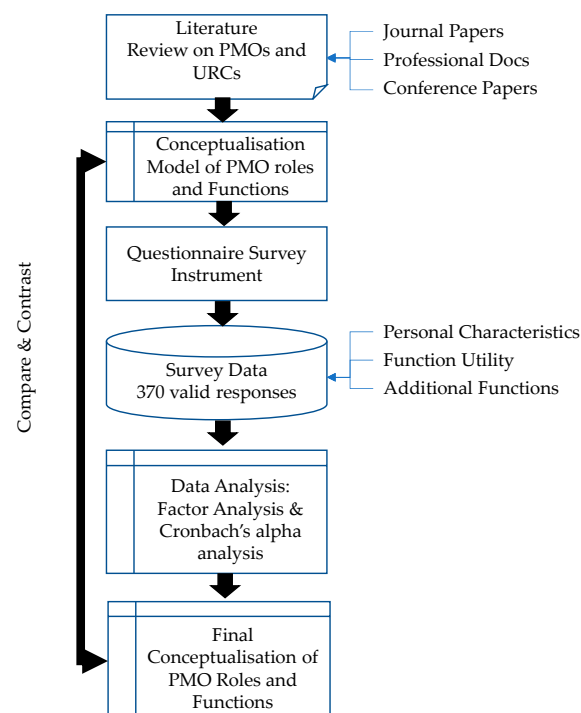 Literature
Review on PMOs and
URCs
Journal Papers
Professional Docs
Conference Papers
Conceptualisation
Model of PMO roles
and Functions
Questionnaire Survey
Instrument
Compare & Contrast
Survey Data
370 valid responses
Personal Characteristics
Function Utility
Additional Functions
Data Analysis:
Factor Analysis &
Cronbach's alpha
analysis
Final
Conceptualisation of
PMO Roles and
Functions